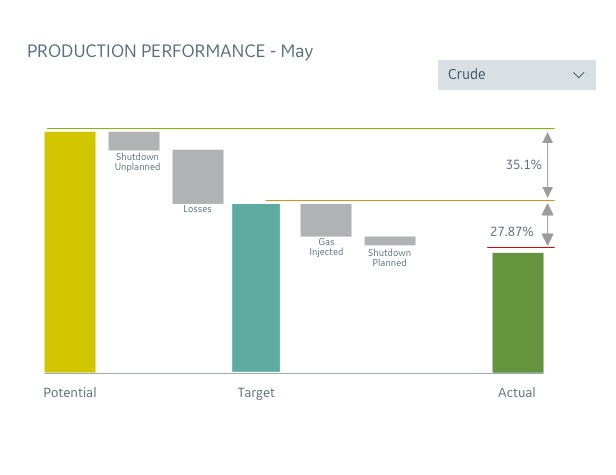 PRODUCTION PERFORMANCE - May
Crude
Shutdown
Unplanned
35.1%
Losses
27.87%
Gas
Injected
Shutdown
Planned
Potential
Target
Actual